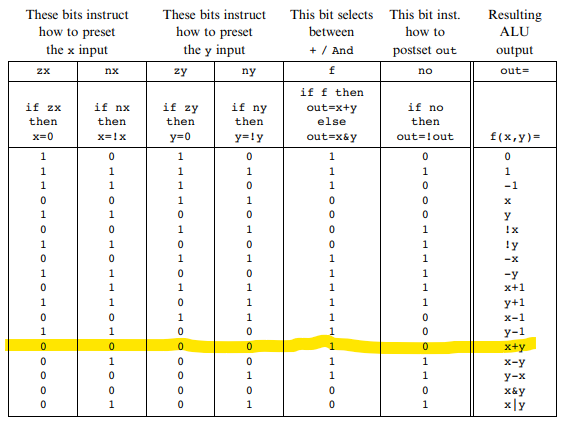 These bits instruct These bits instruct This bit selects This bit inst. Resulting
how to preset how to preset between how to ALU
the x input the y input + / And postset out output
zx nx zy ny f no out=
if f then
if zx if nx if zy if ny out=x+y if no
then then then then else then
x=0 x=!x y=0 y=!y out=x&y out=!out f(x,y)=
1 0 1 0 1 0 0
1 1 1 1 1 1 1
1 1 1 0 1 0 -1
0 0 1 1 0 0 x
1 1 0 0 0 0 y
0 0 1 1 0 1 !x
1 1 0 0 0 1 !y
0 0 1 1 1 1 -x
1 1 0 0 1 1 -y
0 1 1 1 1 1 x+1
1 1 0 1 1 1 y+1
0 0 1 1 1 0 x-1
1 1 0 0 1 0 y-1
0 0 0 0 1 0 x+y
0 1 0 0 1 1 x-y
0 0 0 1 1 1 y-x
0 0 0 0 0 0 x&y
0 1 0 1 0 1 x|y